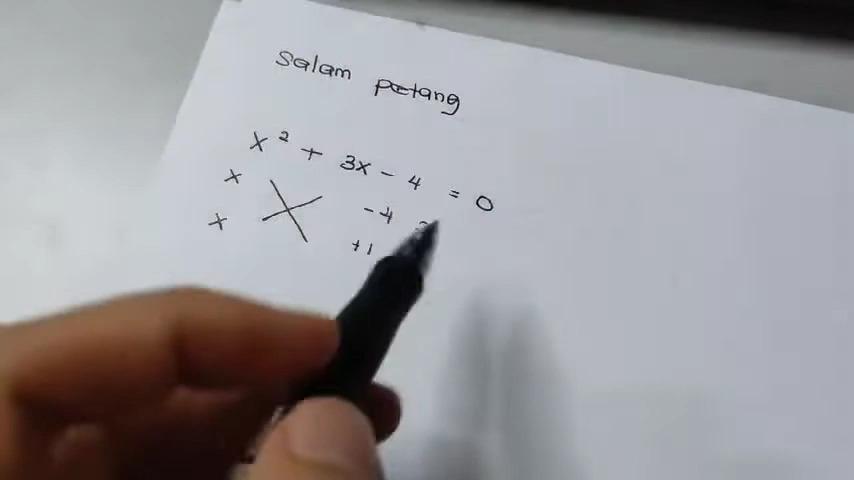 Salam petang
x² + 3x - 4 = 0
x -4
x +1